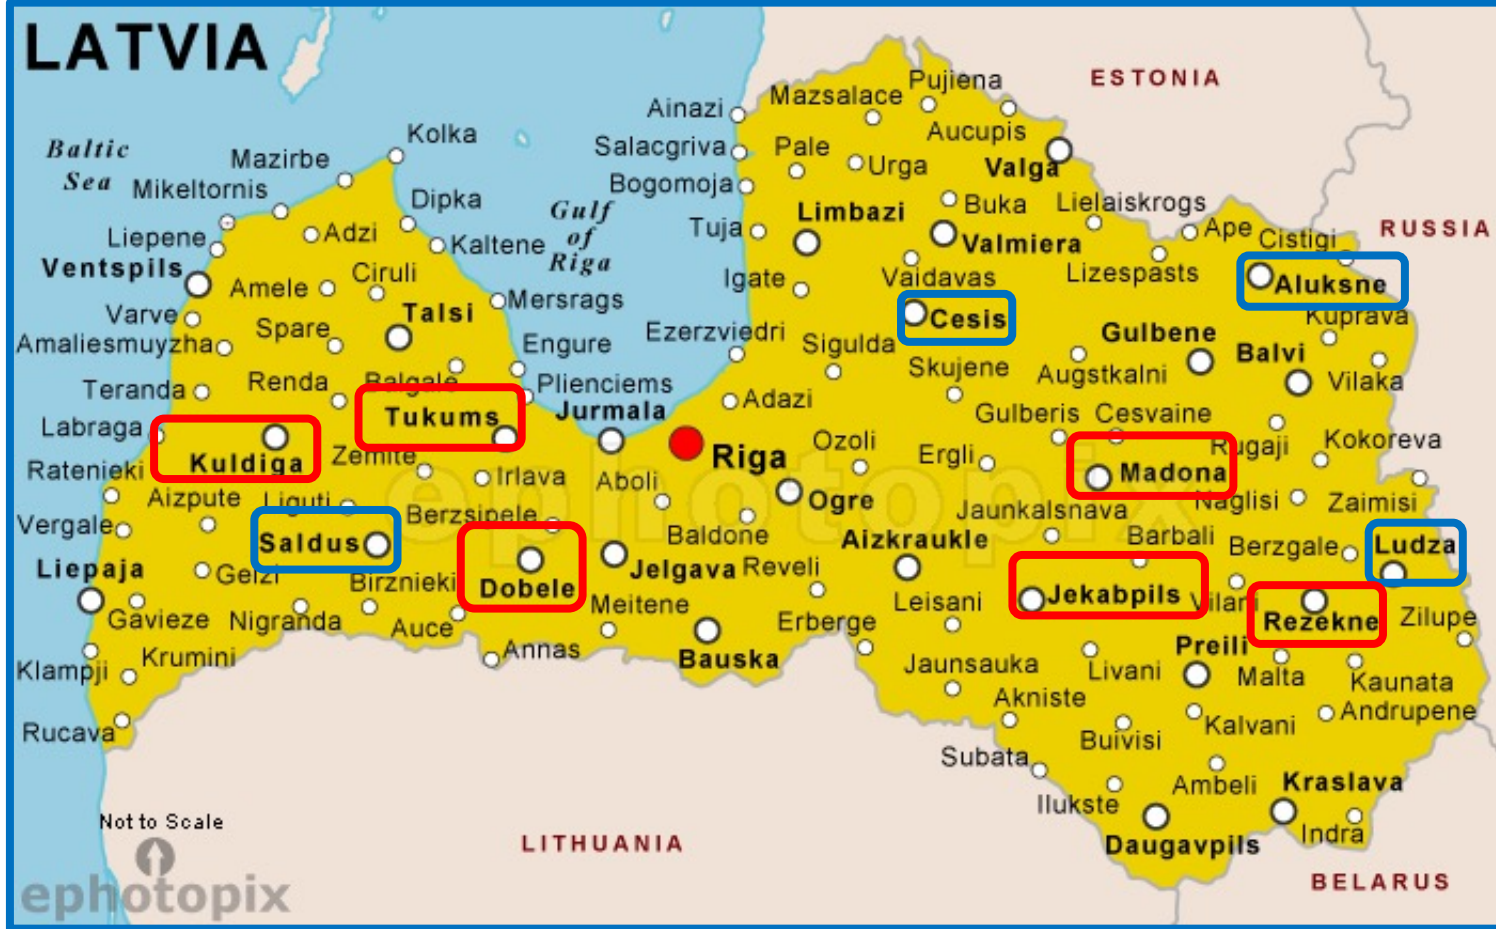 LATVIA
ESTONIA
Pujiena
Mazsalace
Ainazi
Aucupis
Kolka
Baltic
Sea
Mazirbe
Salacgriva
Pale
Urga
Valga
Mikeltornis
Bogomoja
Dipka
Gulf
of
Riga
Limbazi
Buka
Lielaiskrogs
Tuja
Ape
Cistigi
RUSSIA
Liepene
Adzi
Kaltene
Valmiera
Ventspils
Ciruli
Igate
Vaidavas
Lizespasts
Aluksne
Amele
Mersrags
Varve
Talsi
Cesis
Kuprava
Spare
Ezerzviedri
Sigulda
Gulbene
Amaliesmuyzha
Engure
Balvi
Skujene
Augstkalni
Teranda
Renda
Balgale
Plienciems
Vilaka
Adazi
Tukums
Jurmala
Gulberis
Cesvaine
Labraga
Kuldiga
Zemite
Riga
Ozoli
Ergli
Rugaji
Kokoreva
Ratenieki
Irlava
Aboli
Madona
Aizpute
Liguti
Ogre
Naglisi
Zaimisi
Vergale
Berzsipele
Jaunkalsnava
ephotopix
Saldus
Baldone
Aizkraukle
Barbali
Berzgale
Ludza
Liepaja
Gelzi
Birznieki
Dobele
Jelgava
Reveli
Meitene
Leisani
Jekabpils
Vilani
Rezekne
Gavieze
Nigranda
Auce
Erberge
Zilupe
Klampji
Krumini
Annas
Bauska
Jaunsauka
Livani
Preili
Malta
Kaunata
Akniste
Andrupene
Rucava
Buivisi
Kalvani
Subata
Ambeli
Kraslava
Ilukste
Not to Scale
LITHUANIA
Daugavpils
Indra
ephotopix
BELARUS